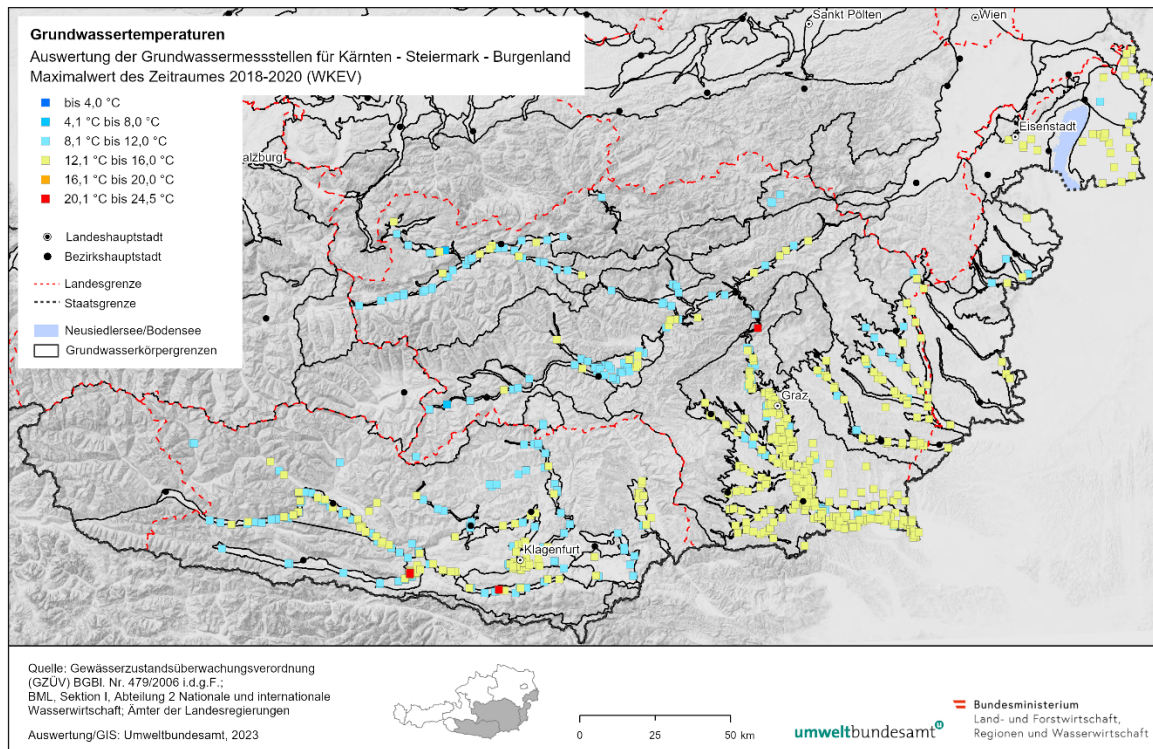 Grundwassertemperaturen
Auswertung der Grundwassermessstellen für Kärnten - Steiermark - Burgenland
Maximalwert des Zeitraumes 2018-2020 (WKEV)
bis 4,0 °C
4,1 °C bis 8,0 °C
8,1 °C bis 12,0 °C
12,1 °C bis 16,0 °C
16,1 °C bis 20,0 °C
20,1 °C bis 24,5 °C
Landeshauptstadt
Bezirkshauptstadt
Landesgrenze
Staatsgrenze
Neusiedlersee/Bodensee
Grundwasserkörpergrenzen
Sankt Pölten
Wien
Eisenstadt
alzburg
Graz
Klagenfurt
Quelle: Gewässerzustandsüberwachungsverordnung
(GZÜV) BGBl. Nr. 479/2006 i.d.g.F.;
BML, Sektion I, Abteilung 2 Nationale und internationale
Wasserwirtschaft; Ämter der Landesregierungen
Auswertung/GIS: Umweltbundesamt, 2023
0 25 50 km
umweltbundesamt u
Bundesministerium
Land- und Forstwirtschaft,
Regionen und Wasserwirtschaft